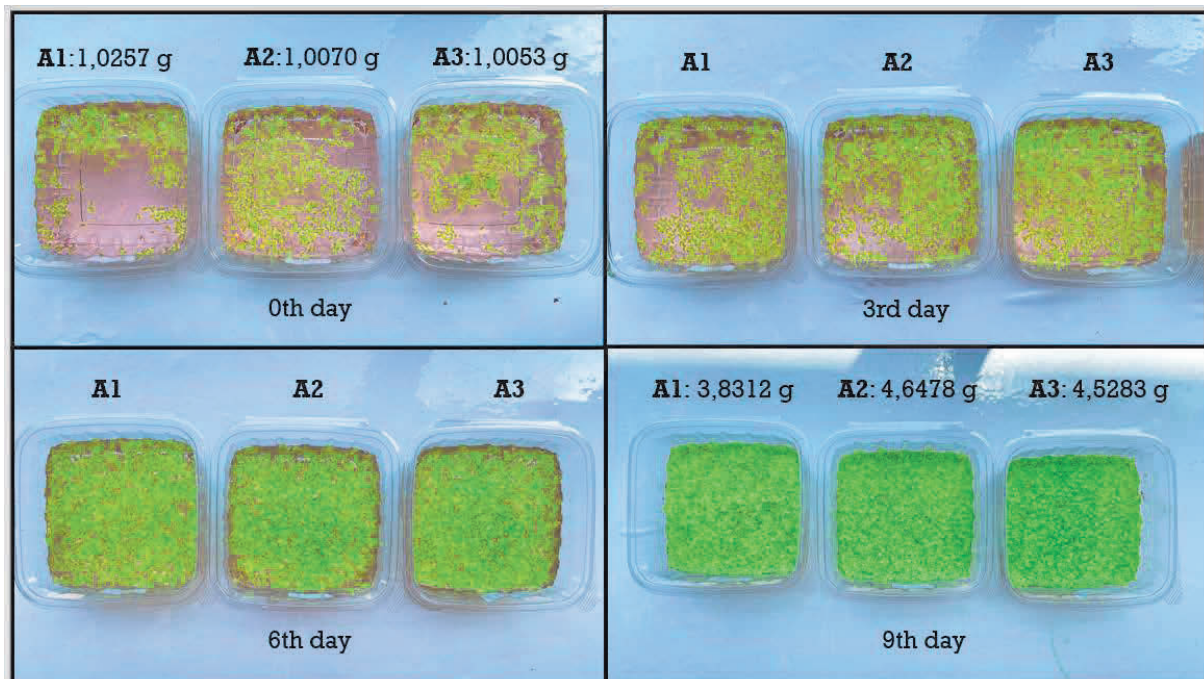 A1:1,0257 g A2:1,0070 g A3:1,0053 g
0th day
A1 A2 A3
3rd day
A1 A2 A3
6th day
A1: 3,8312 g A2: 4,6478 g A3: 4,5283 g
9th day